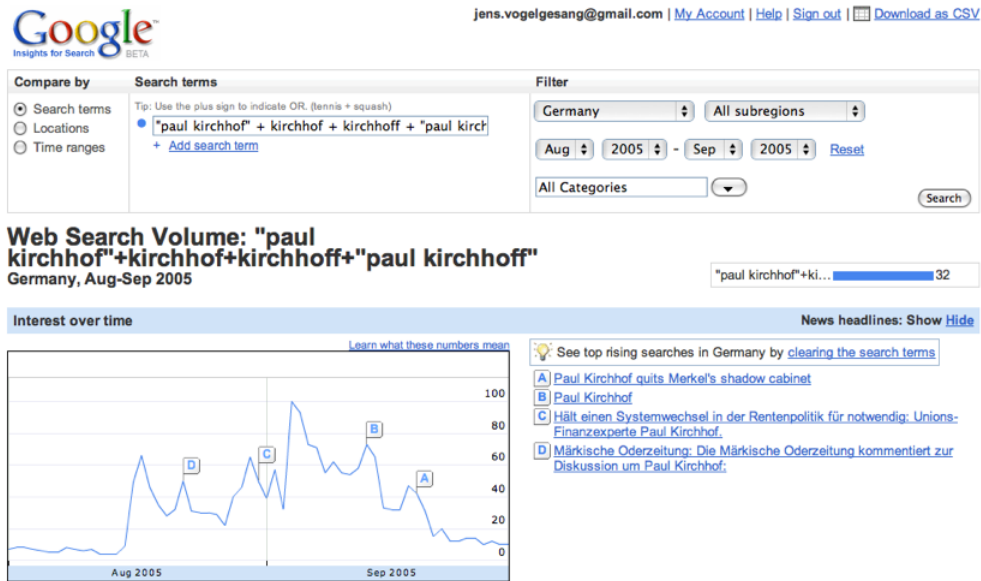 jens.vogelgesang@gmail.com | My Account | Help | Sign out | Download as CSV
Google
Insights for Search BETA
Compare by
Search terms
Locations
Time ranges
Search terms
Tip: Use the plus sign to indicate OR. (tennis + squash)
"paul kirchhof" + kirchhof + kirchhoff + "paul kirch
+ Add search term
Filter
Germany All subregions
Aug 2005 - Sep 2005 Reset
All Categories
Search
Web Search Volume: "paul
kirchhof"+kirchhof+kirchhoff+"paul kirchhoff"
Germany, Aug-Sep 2005
"paul kirchhof"+ki... 32
Interest over time
News headlines: Show Hide
Learn what these numbers mean
100
80
60
40
20
0
D
C
B
A
Aug 2005 Sep 2005
See top rising searches in Germany by clearing the search terms
A Paul Kirchhof quits Merkel's shadow cabinet
B Paul Kirchhof
C Hält einen Systemwechsel in der Rentenpolitik für notwendig: Unions-
Finanzexperte Paul Kirchhof.
D Märkische Oderzeitung: Die Märkische Oderzeitung kommentiert zur
Diskussion um Paul Kirchhof: